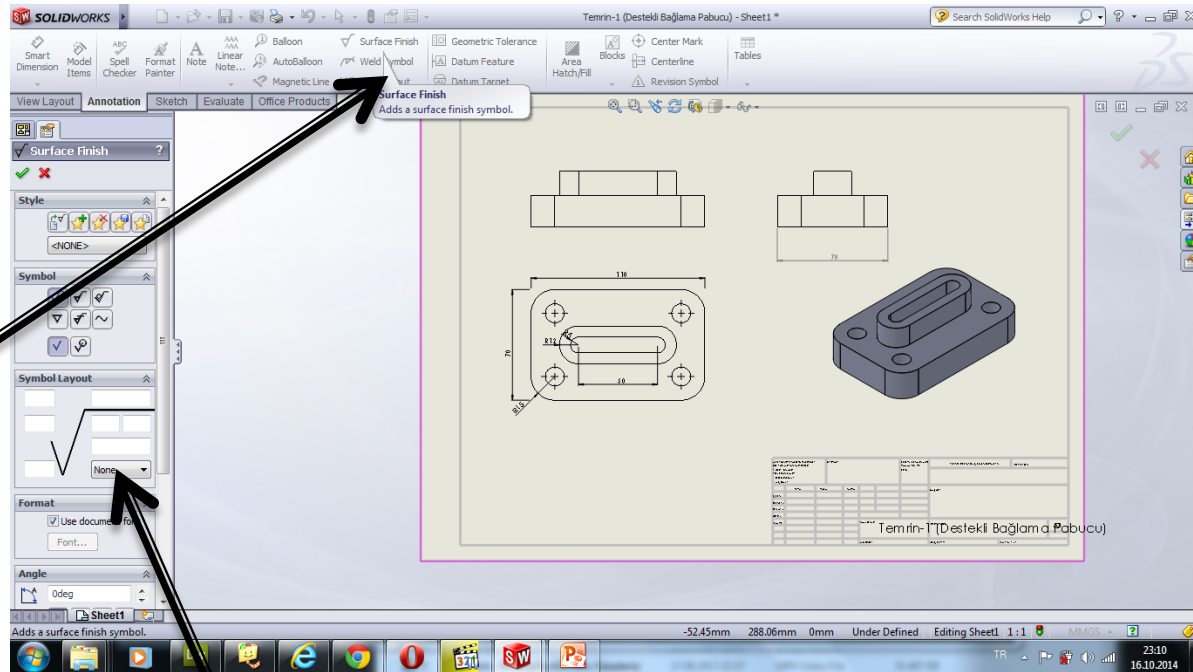 SOLIDWORKS
Temrin-1 (Destekli Bağlama Pabucu) - Sheet1 *
Search SolidWorks Help
Smart Dimension
Model Items
Spell Checker
Format Painter
Note
Linear Note...
Balloon
AutoBalloon
Magnetic Line
Surface Finish
Weld Symbol
Geometric Tolerance
Datum Feature
Datum Target
Area Hatch/Fill
Blocks
Center Mark
Centerline
Revision Symbol
Tables
View Layout
Annotation
Sketch
Evaluate
Office Products
Surface Finish
Adds a surface finish symbol.
Surface Finish
?
Style
<NONE>
Symbol
Symbol Layout
None
Format
Use document
Font...
Angle
0deg
70
110
70
R12
50
R15
Temrin-1 (Destekli Bağlama Pabucu)
Sheet1
Adds a surface finish symbol.
-52.45mm
288.06mm
0mm
Under Defined
Editing Sheet1
1 : 1
MMGS
TR
23:10
16.10.2014